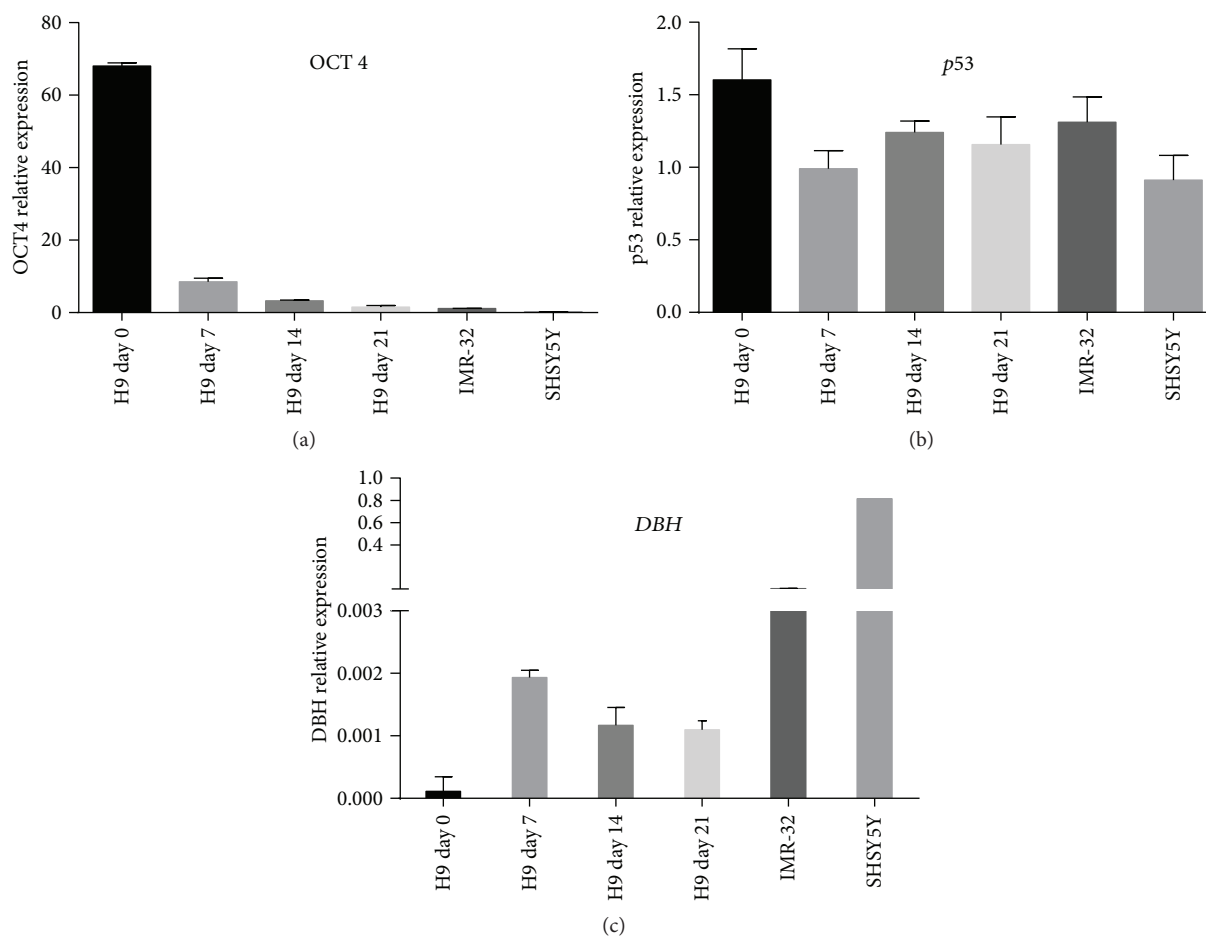 OCT 4
OCT4 relative expression
80
60
40
20
0
H9 day 0
H9 day 7
H9 day 14
H9 day 21
IMR-32
SHSY5Y
(a)
p53
p53 relative expression
2.0
1.5
1.0
0.5
0.0
H9 day 0
H9 day 7
H9 day 14
H9 day 21
IMR-32
SHSY5Y
(b)
DBH
DBH relative expression
1.0
0.8
0.6
0.4
0.003
0.002
0.001
0.000
H9 day 0
H9 day 7
H9 day 14
H9 day 21
IMR-32
SHSY5Y
(c)